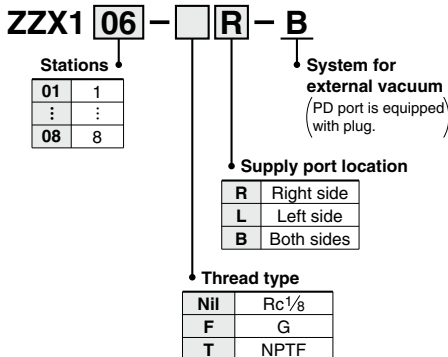 ZZX1 06 – R – B
Stations
01 1
⋮ ⋮
08 8
System for
external vacuum
(PD port is equipped
with plug.)
Supply port location
R Right side
L Left side
B Both sides
Thread type
Nil Rc1/8
F G
T NPTF